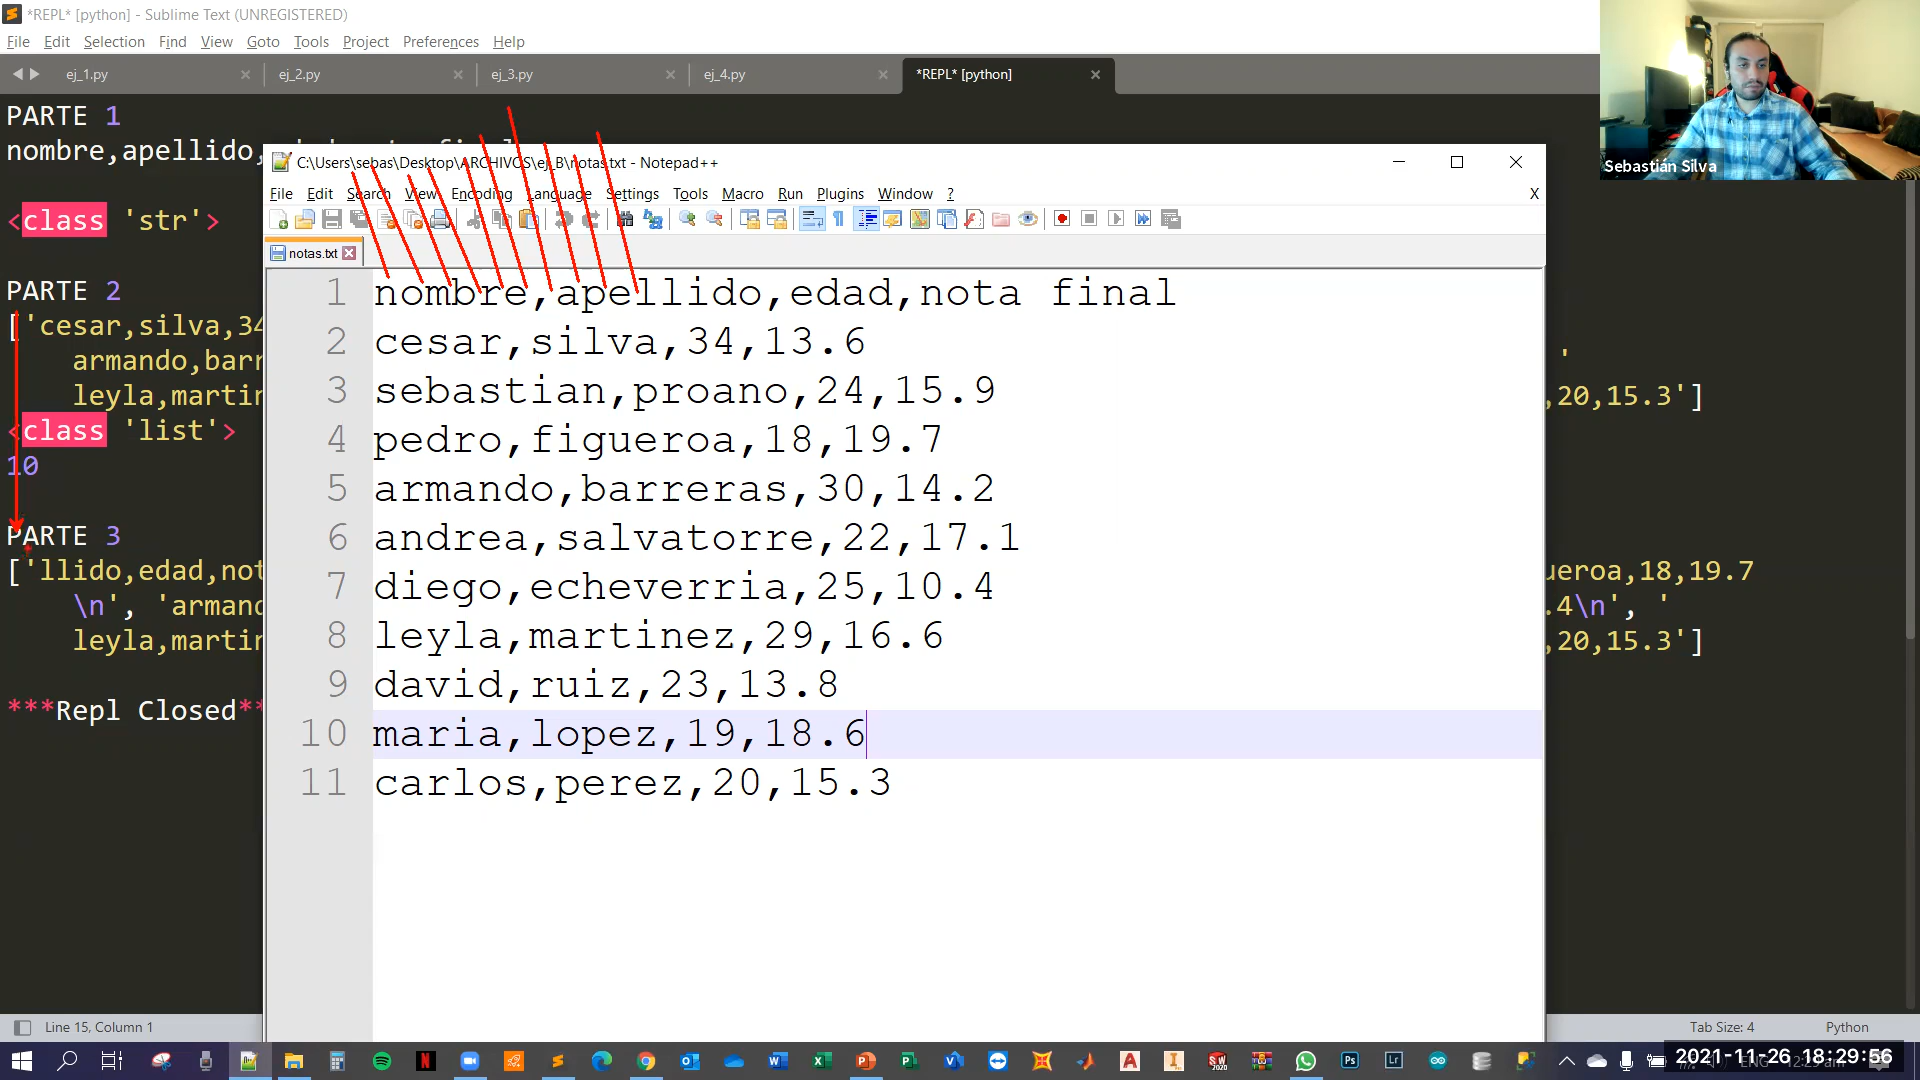 *REPL* [python] - Sublime Text (UNREGISTERED)
File Edit Selection Find View Goto Tools Project Preferences Help
ej_1.py ej_2.py ej_3.py ej_4.py *REPL* [python]
PARTE 1
nombre,apellido,
<class 'str'>
PARTE 2
['cesar,silva,34
armando,barr
leyla,martin
,20,15.3']
<class 'list'>
10
PARTE 3
['llido,edad,not
ueroa,18,19.7
\n', 'armand
.4\n', '
leyla,martin
,20,15.3']
***Repl Closed**
C:\Users\sebas\Desktop\ARCHIVOS\ej_B\notas.txt - Notepad++
File Edit Search View Encoding Language Settings Tools Macro Run Plugins Window ? X
notas.txt
1 nombre,apellido,edad,nota final
2 cesar,silva,34,13.6
3 sebastian,proano,24,15.9
4 pedro,figueroa,18,19.7
5 armando,barreras,30,14.2
6 andrea,salvatorre,22,17.1
7 diego,echeverria,25,10.4
8 leyla,martinez,29,16.6
9 david,ruiz,23,13.8
10 maria,lopez,19,18.6
11 carlos,perez,20,15.3
Sebastián Silva
Line 15, Column 1
Tab Size: 4 Python
2021-11-26 18:29:56